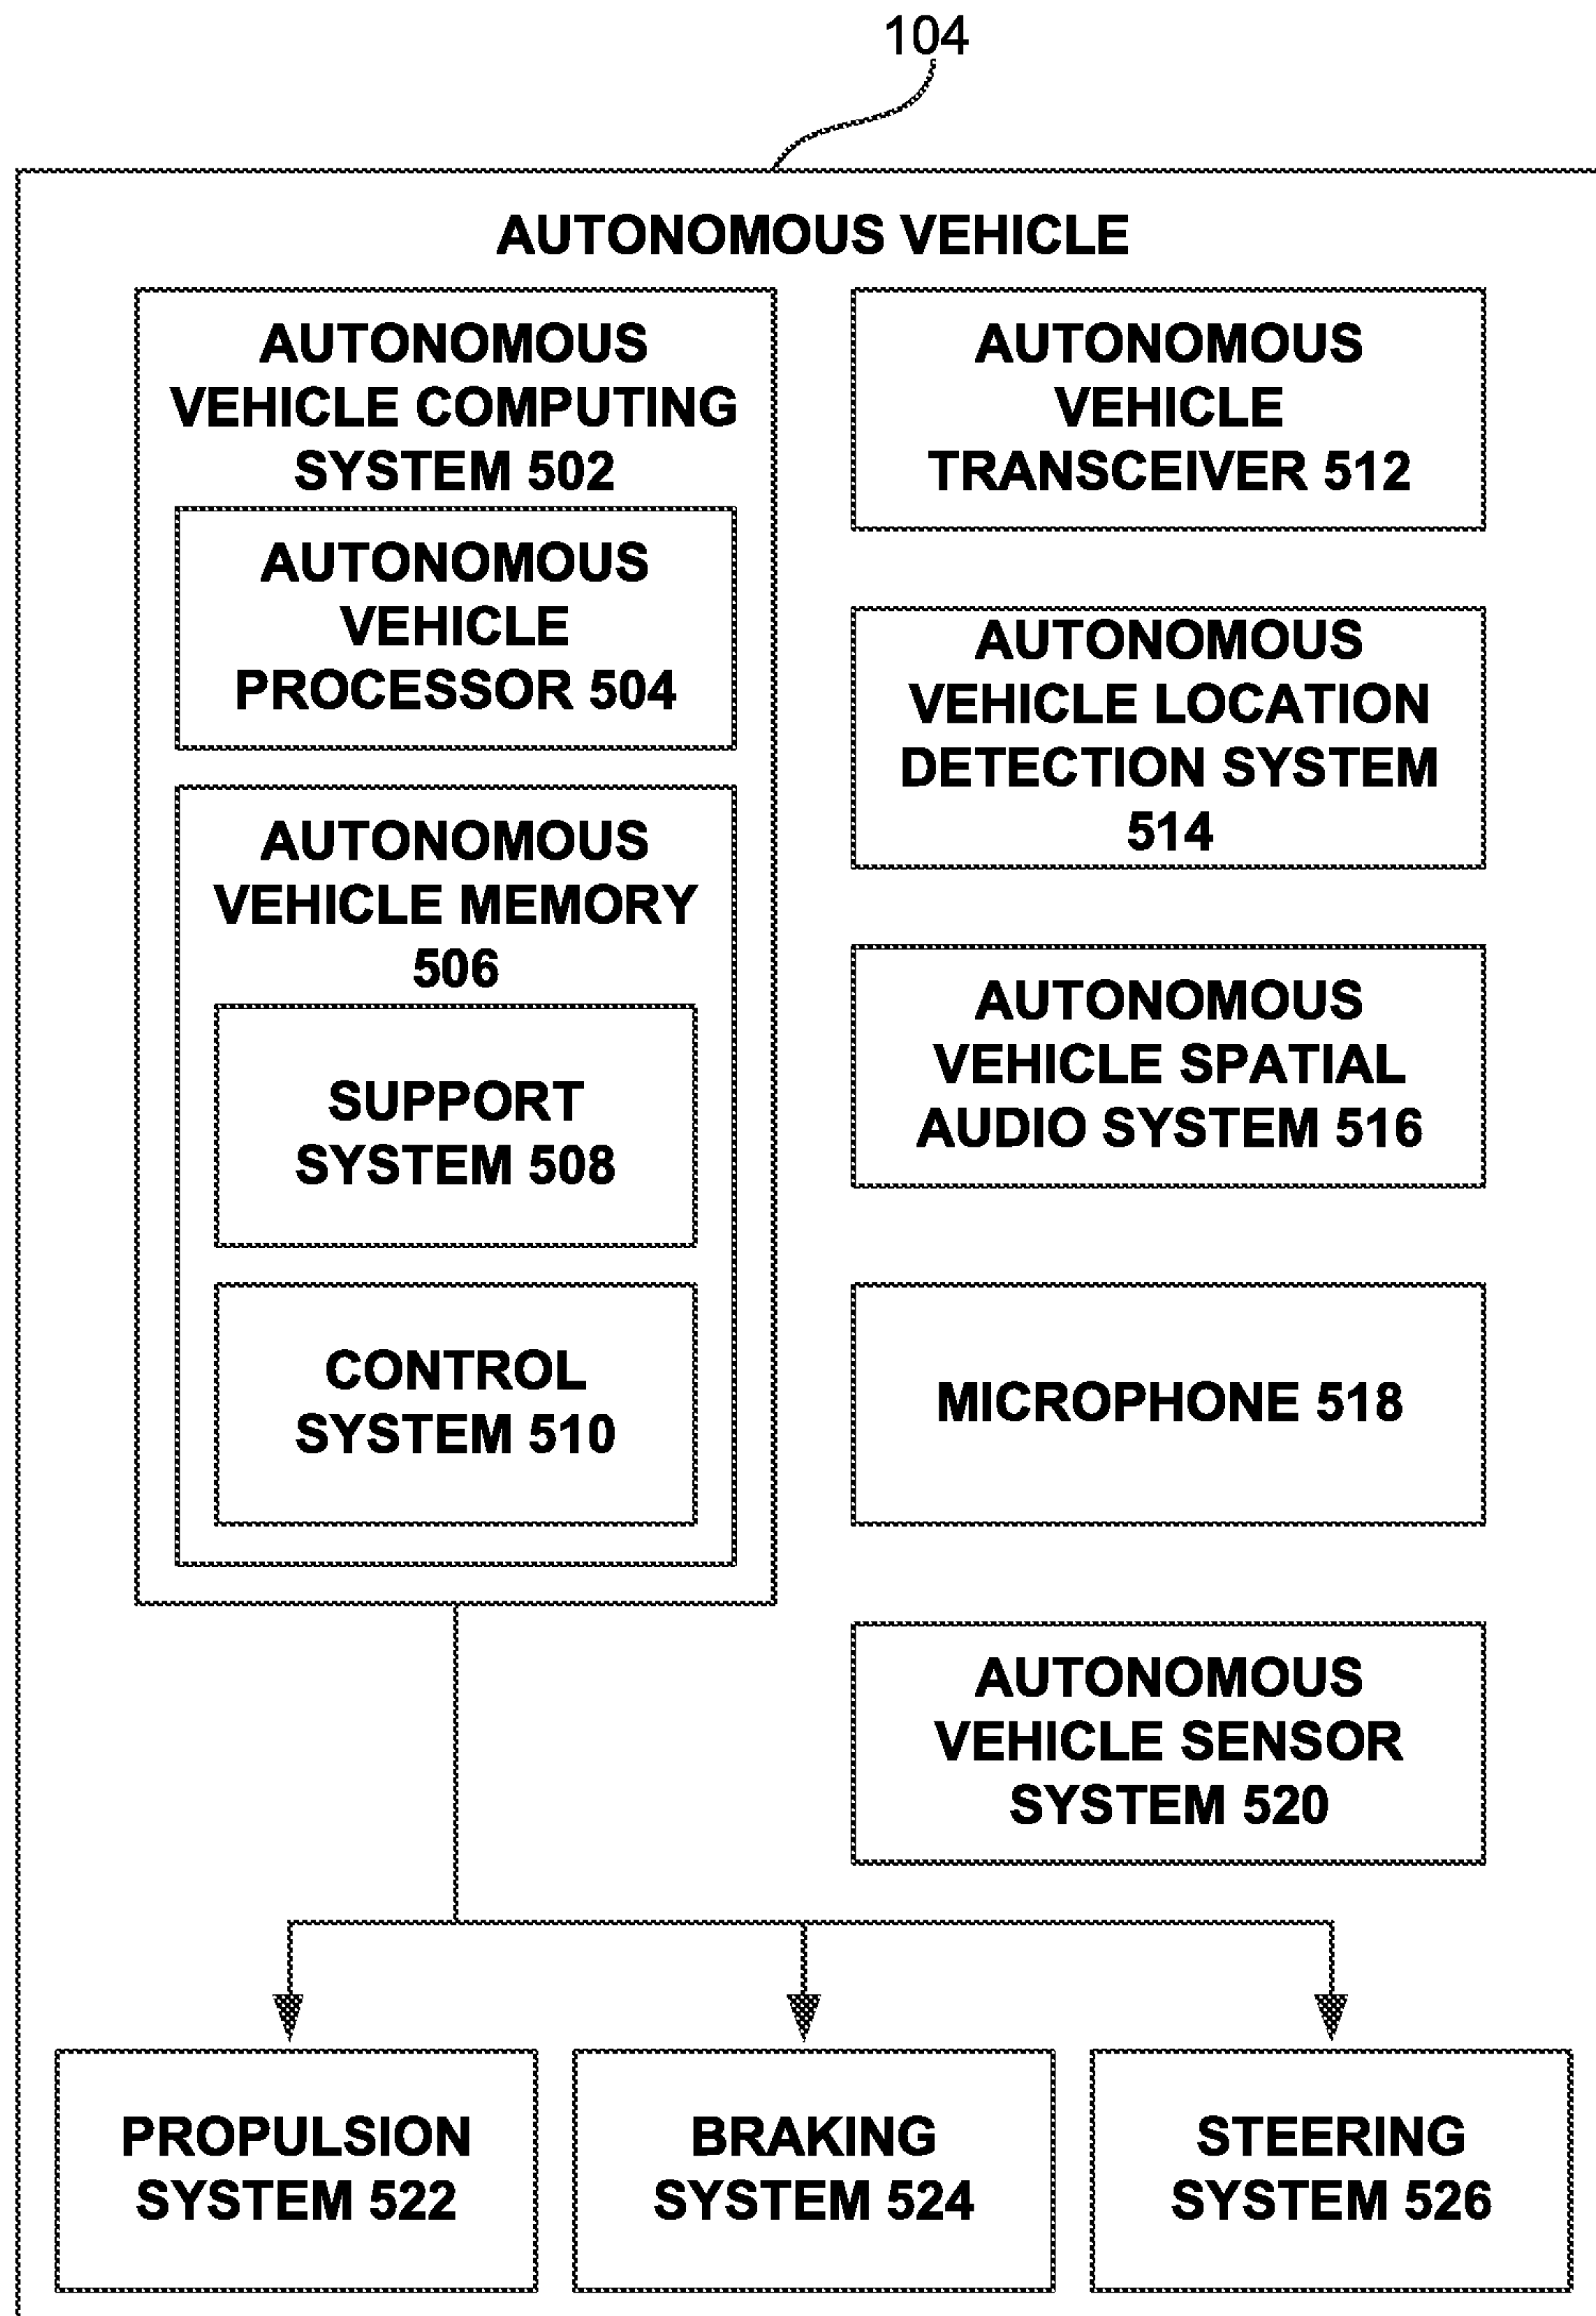 104
AUTONOMOUS VEHICLE
AUTONOMOUS
VEHICLE COMPUTING
SYSTEM 502
AUTONOMOUS
VEHICLE
PROCESSOR 504
AUTONOMOUS
VEHICLE MEMORY
506
SUPPORT
SYSTEM 508
CONTROL
SYSTEM 510
AUTONOMOUS
VEHICLE
TRANSCEIVER 512
AUTONOMOUS
VEHICLE LOCATION
DETECTION SYSTEM
514
AUTONOMOUS
VEHICLE SPATIAL
AUDIO SYSTEM 516
MICROPHONE 518
AUTONOMOUS
VEHICLE SENSOR
SYSTEM 520
PROPULSION
SYSTEM 522
BRAKING
SYSTEM 524
STEERING
SYSTEM 526